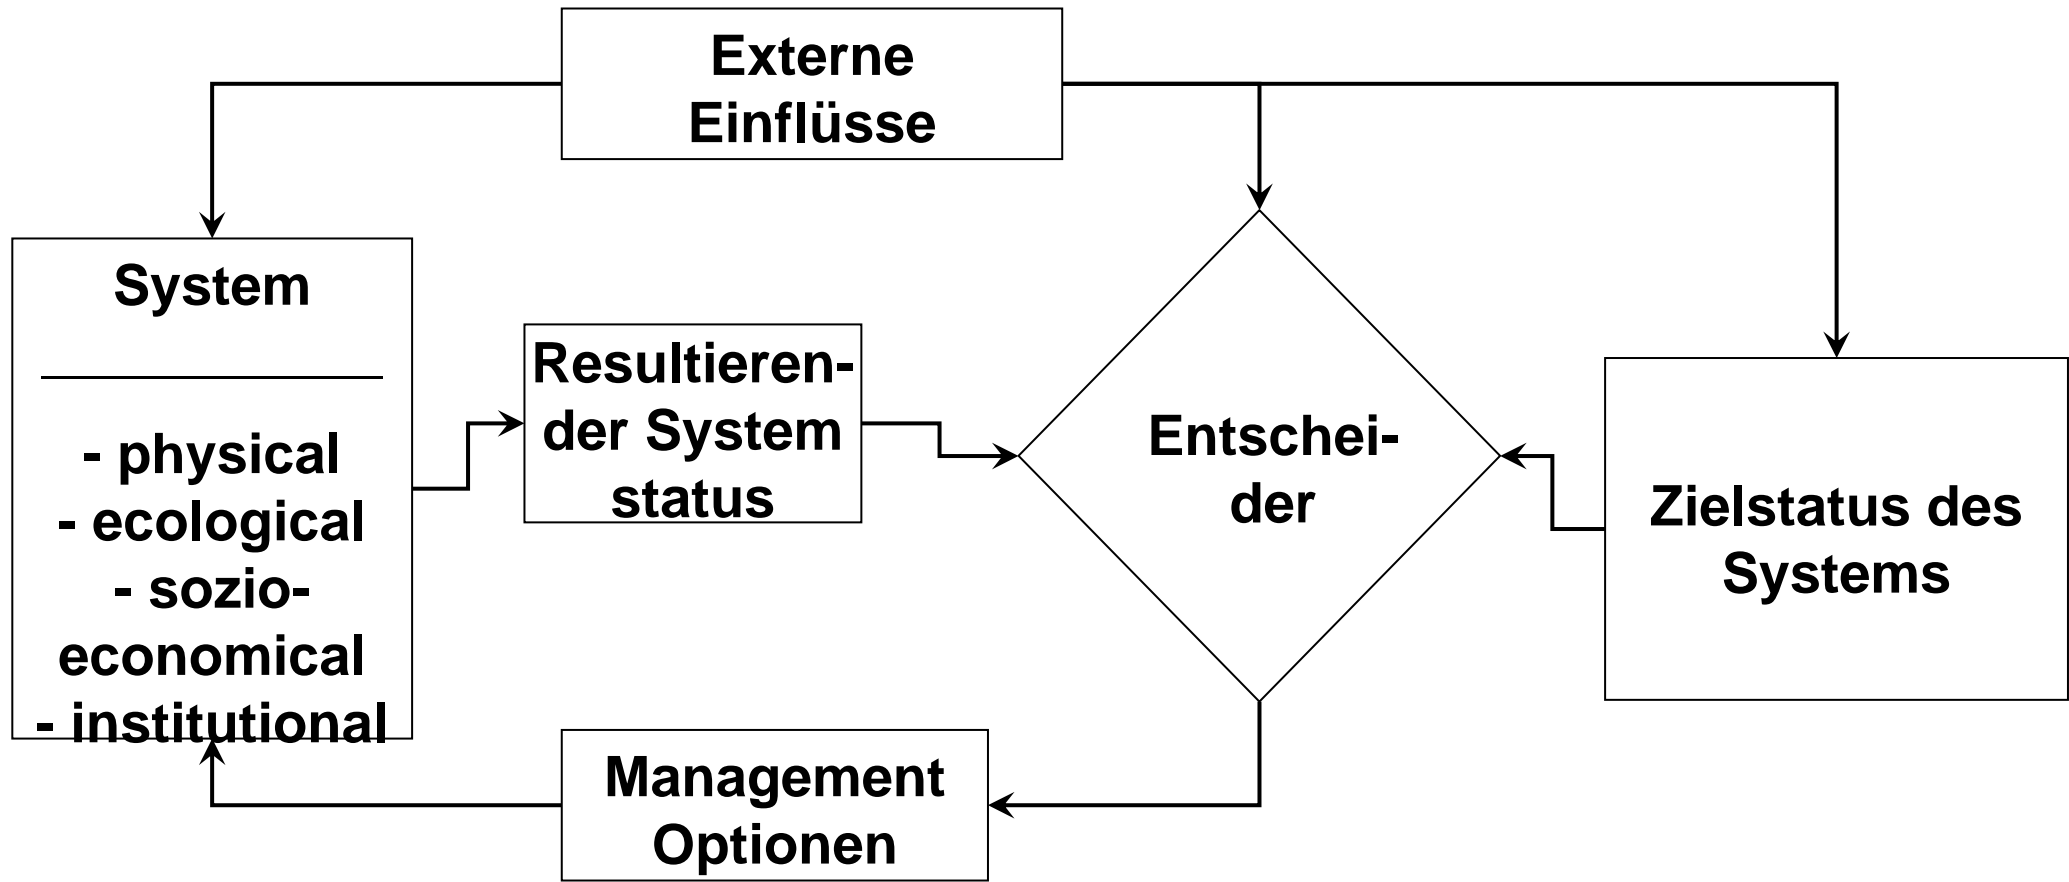 Externe
Einflüsse
System
- physical
- ecological
- sozio-
economical
- institutional
Resultieren-
der System
status
Entschei-
der
Zielstatus des
Systems
Management
Optionen